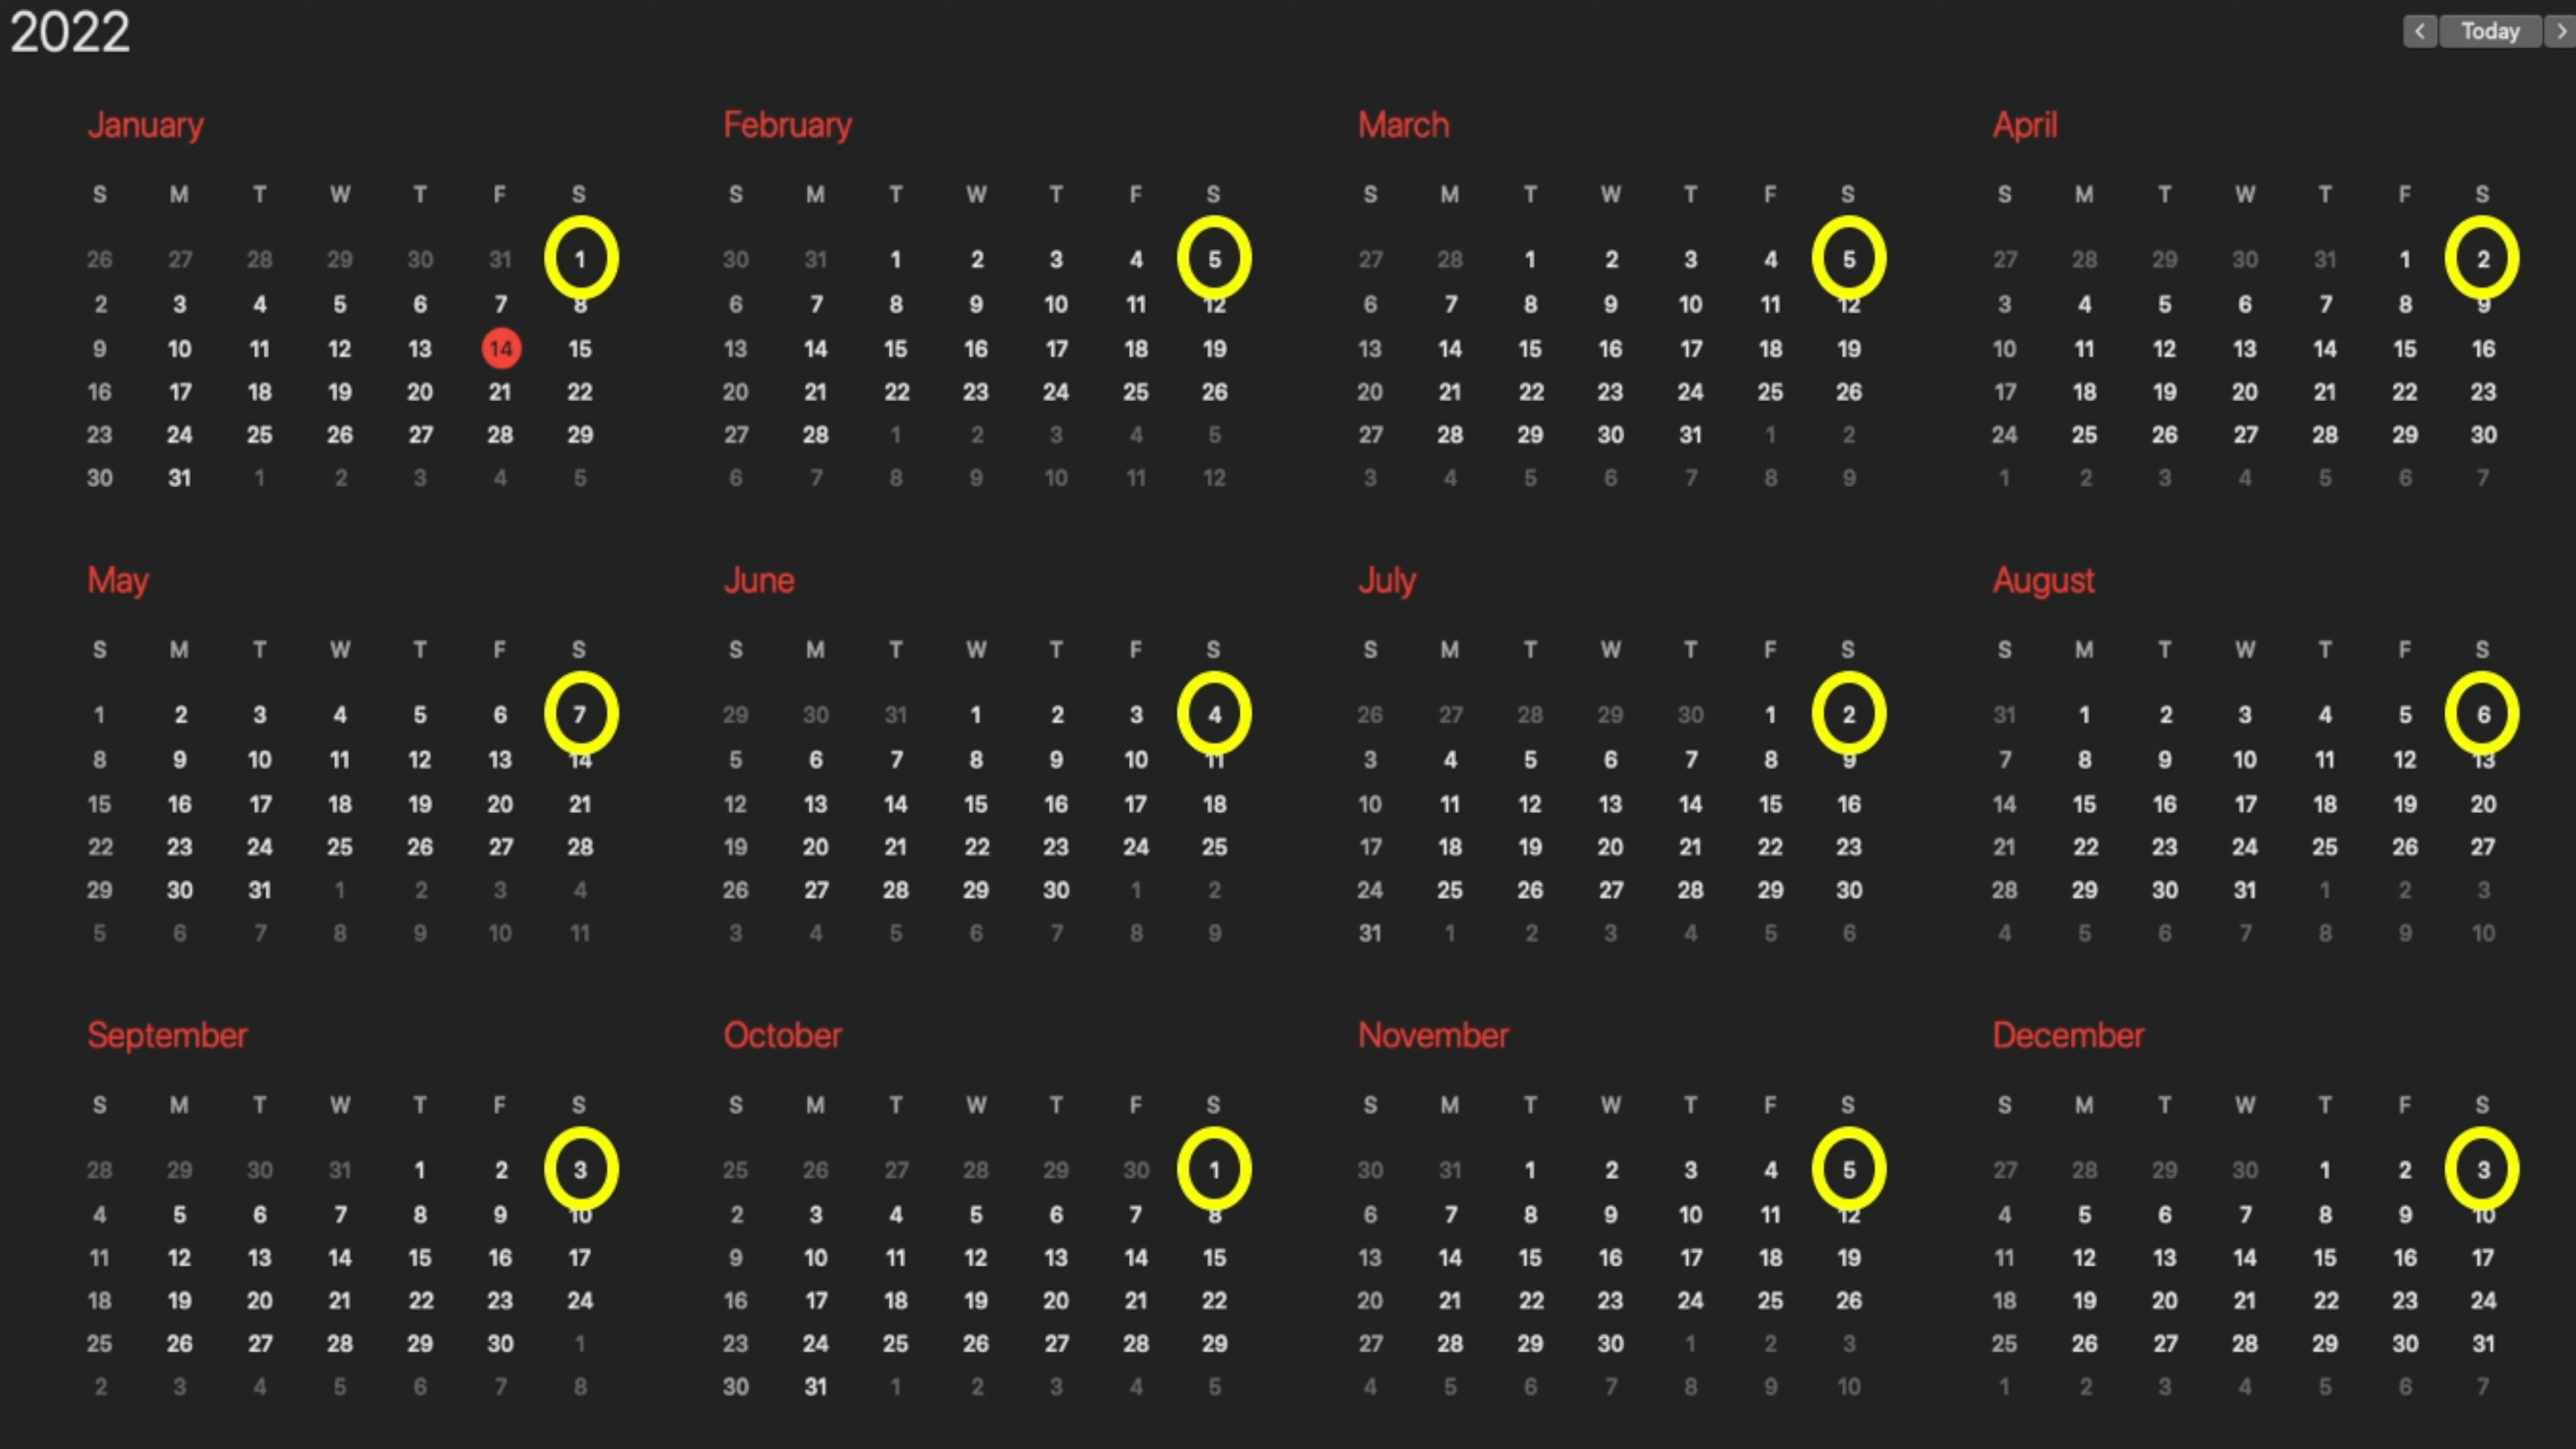 2022
< Today >
January February March April
S M T W T F S S M T W T F S S M T W T F S S M T W T F S
26 27 28 29 30 31 1 30 31 1 2 3 4 5 27 28 1 2 3 4 5 27 28 29 30 31 1 2
2 3 4 5 6 7 8 6 7 8 9 10 11 12 6 7 8 9 10 11 12 3 4 5 6 7 8 9
9 10 11 12 13 14 15 13 14 15 16 17 18 19 13 14 15 16 17 18 19 10 11 12 13 14 15 16
16 17 18 19 20 21 22 20 21 22 23 24 25 26 20 21 22 23 24 25 26 17 18 19 20 21 22 23
23 24 25 26 27 28 29 27 28 1 2 3 4 5 27 28 29 30 31 1 2 24 25 26 27 28 29 30
30 31 1 2 3 4 5 6 7 8 9 10 11 12 3 4 5 6 7 8 9 1 2 3 4 5 6 7
May June July August
S M T W T F S S M T W T F S S M T W T F S S M T W T F S
1 2 3 4 5 6 7 29 30 31 1 2 3 4 26 27 28 29 30 1 2 31 1 2 3 4 5 6
8 9 10 11 12 13 14 5 6 7 8 9 10 11 3 4 5 6 7 8 9 7 8 9 10 11 12 13
15 16 17 18 19 20 21 12 13 14 15 16 17 18 10 11 12 13 14 15 16 14 15 16 17 18 19 20
22 23 24 25 26 27 28 19 20 21 22 23 24 25 17 18 19 20 21 22 23 21 22 23 24 25 26 27
29 30 31 1 2 3 4 26 27 28 29 30 1 2 24 25 26 27 28 29 30 28 29 30 31 1 2 3
5 6 7 8 9 10 11 3 4 5 6 7 8 9 31 1 2 3 4 5 6 4 5 6 7 8 9 10
September October November December
S M T W T F S S M T W T F S S M T W T F S S M T W T F S
28 29 30 31 1 2 3 25 26 27 28 29 30 1 30 31 1 2 3 4 5 27 28 29 30 1 2 3
4 5 6 7 8 9 10 2 3 4 5 6 7 8 6 7 8 9 10 11 12 4 5 6 7 8 9 10
11 12 13 14 15 16 17 9 10 11 12 13 14 15 13 14 15 16 17 18 19 11 12 13 14 15 16 17
18 19 20 21 22 23 24 16 17 18 19 20 21 22 20 21 22 23 24 25 26 18 19 20 21 22 23 24
25 26 27 28 29 30 1 23 24 25 26 27 28 29 27 28 29 30 1 2 3 25 26 27 28 29 30 31
2 3 4 5 6 7 8 30 31 1 2 3 4 5 4 5 6 7 8 9 10 1 2 3 4 5 6 7